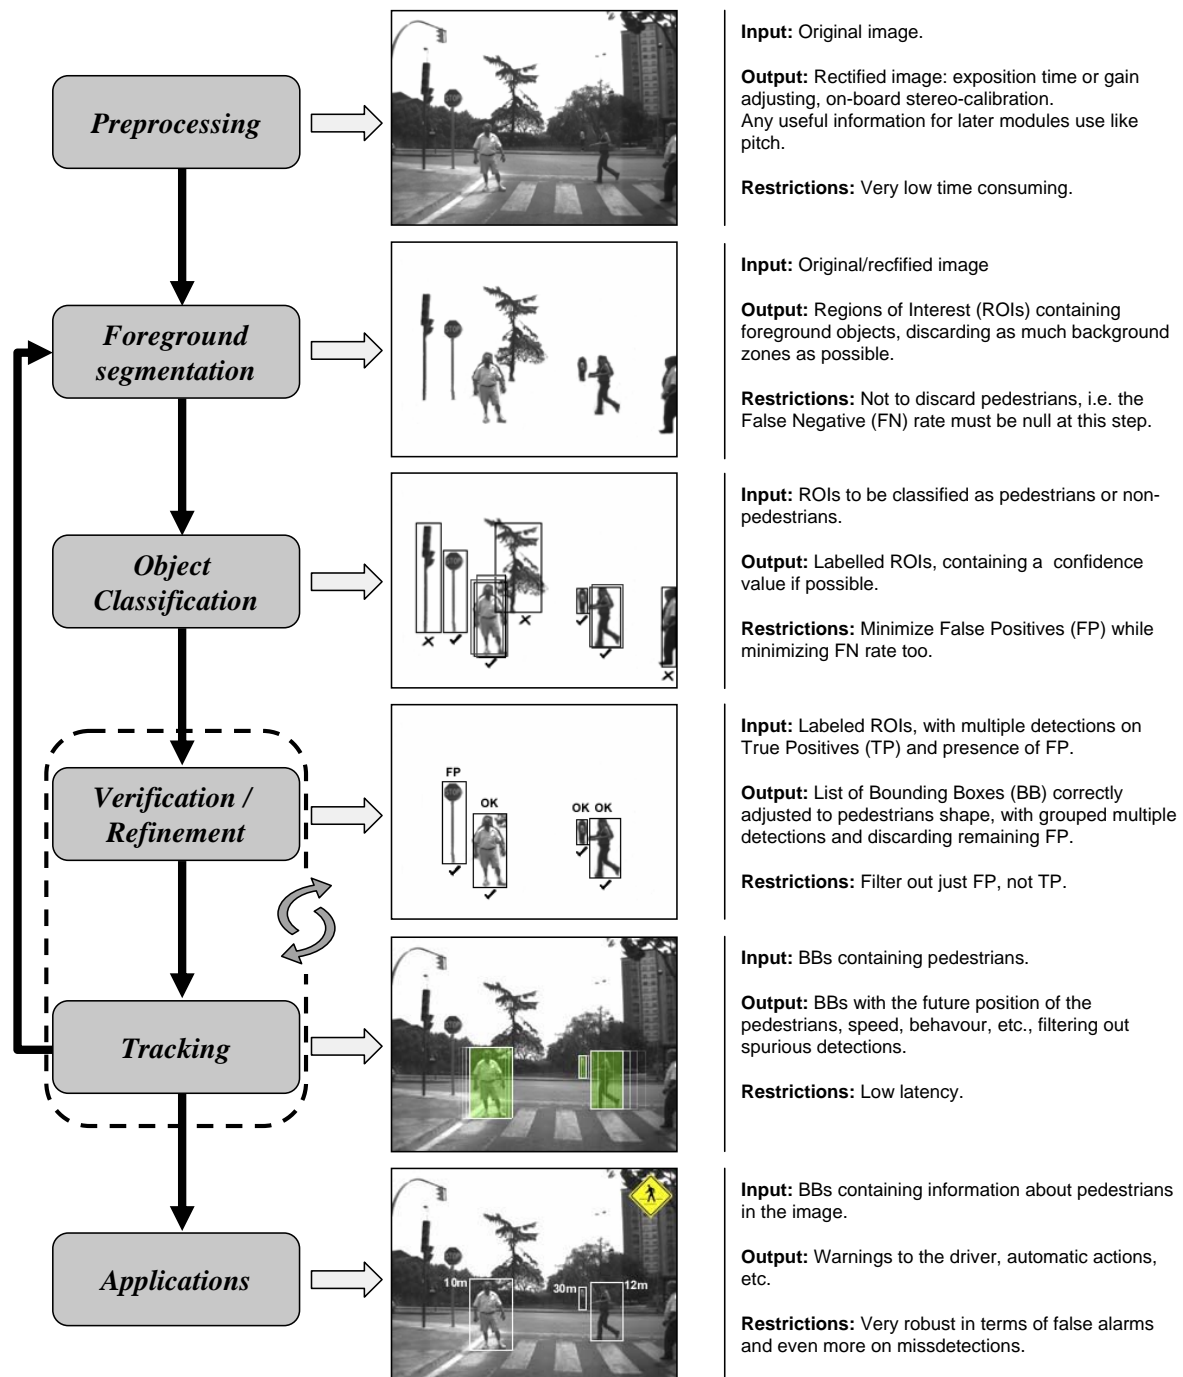 Preprocessing
Input: Original image.
Output: Rectified image: exposition time or gain
adjusting, on-board stereo-calibration.
Any useful information for later modules use like
pitch.
Restrictions: Very low time consuming.
Foreground
segmentation
STOP
Input: Original/recfified image
Output: Regions of Interest (ROIs) containing
foreground objects, discarding as much background
zones as possible.
Restrictions: Not to discard pedestrians, i.e. the
False Negative (FN) rate must be null at this step.
Object
Classification
STOP
Input: ROIs to be classified as pedestrians or non-
pedestrians.
Output: Labelled ROIs, containing a  confidence
value if possible.
Restrictions: Minimize False Positives (FP) while
minimizing FN rate too.
Verification /
Refinement
FP
STOP
OK
OK OK
Input: Labeled ROIs, with multiple detections on
True Positives (TP) and presence of FP.
Output: List of Bounding Boxes (BB) correctly
adjusted to pedestrians shape, with grouped multiple
detections and discarding remaining FP.
Restrictions: Filter out just FP, not TP.
Tracking
STOP
Input: BBs containing pedestrians.
Output: BBs with the future position of the
pedestrians, speed, behavour, etc., filtering out
spurious detections.
Restrictions: Low latency.
Applications
STOP
10m
30m
12m
Input: BBs containing information about pedestrians
in the image.
Output: Warnings to the driver, automatic actions,
etc.
Restrictions: Very robust in terms of false alarms
and even more on missdetections.